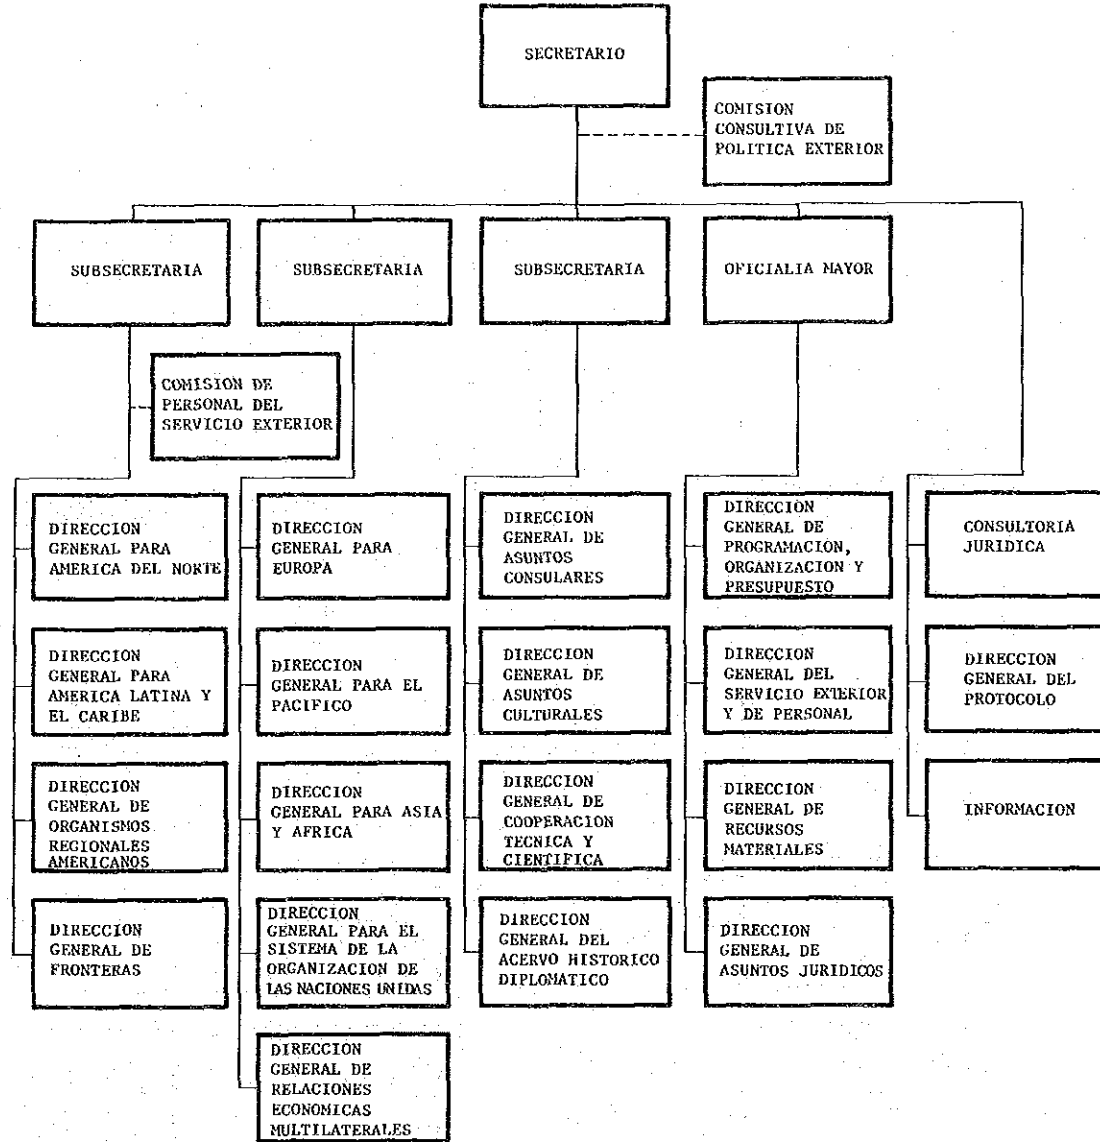 SECRETARIO
COMISION
CONSULTIVA DE
POLITICA EXTERIOR
SUBSECRETARIA
SUBSECRETARIA
SUBSECRETARIA
OFICIALIA MAYOR
COMISION DE
PERSONAL DEL
SERVICIO EXTERIOR
DIRECCION
GENERAL PARA
AMERICA DEL NORTE
DIRECCION
GENERAL PARA
AMERICA LATINA Y
EL CARIBE
DIRECCION
GENERAL DE
ORGANISMOS
REGIONALES
AMERICANOS
DIRECCION
GENERAL DE
FRONTERAS
DIRECCION
GENERAL PARA
EUROPA
DIRECCION
GENERAL PARA EL
PACIFICO
DIRECCION
GENERAL PARA ASIA
Y AFRICA
DIRECCION
GENERAL PARA EL
SISTEMA DE LA
ORGANIZACION DE
LAS NACIONES UNIDAS
DIRECCION
GENERAL DE
RELACIONES
ECONOMICAS
MULTILATERALES
DIRECCION
GENERAL DE
ASUNTOS
CONSULARES
DIRECCION
GENERAL DE
ASUNTOS
CULTURALES
DIRECCION
GENERAL DE
COOPERACION
TECNICA Y
CIENTIFICA
DIRECCION
GENERAL DEL
ACERVO HISTORICO
DIPLOMATICO
DIRECCION
GENERAL DE
PROGRAMACIÓN,
ORGANIZACION Y
PRESUPUESTO
DIRECCION
GENERAL DEL
SERVICIO EXTERIOR
Y DE PERSONAL
DIRECCION
GENERAL DE
RECURSOS
MATERIALES
DIRECCION
GENERAL DE
ASUNTOS JURIDICOS
CONSULTORIA
JURIDICA
DIRECCION
GENERAL DEL
PROTOCOLO
INFORMACION